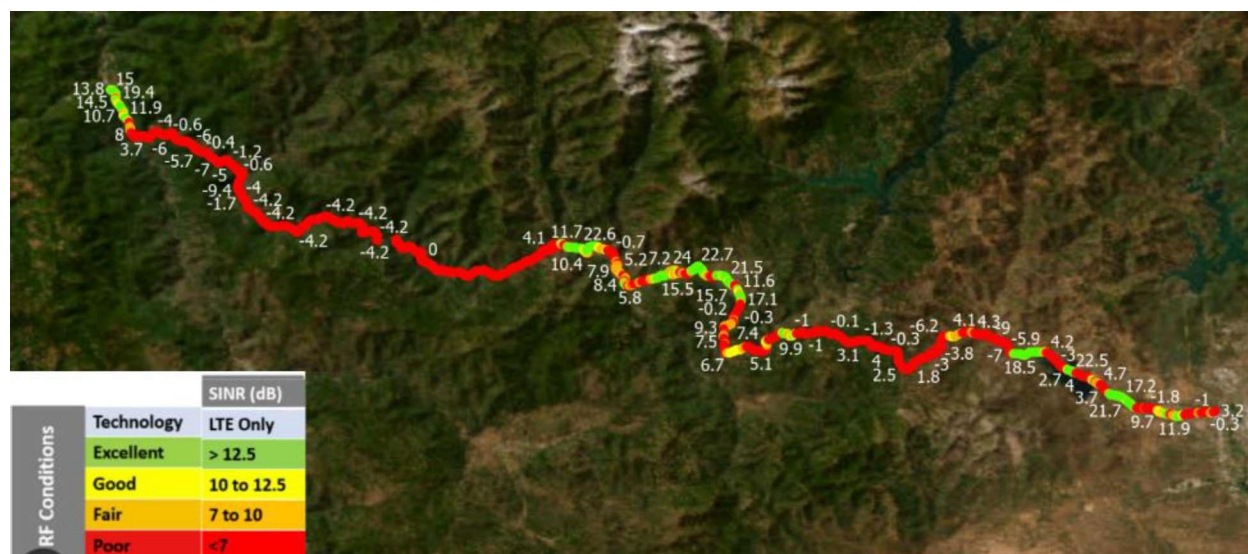 15
13.8 19.4
14.5 11.9
10.7
8 -4 -0.6
3.7 -6 -6 -0.4
-5.7 -1.2
-7 -0.6
-5
-9.4 -4
-1.7 -4.2
-4.2 -4.2 -4.2
-4.2 -4.2
-4.2
0
4.1 11.7 22.6 -0.7
10.4 5.2 7.2 24 22.7
7.9 21.5
8.4 15.5 11.6
5.8 15.7 17.1
-0.2 -0.3
9.3 7.4 -1 -0.1 -1.3 -6.2 4.1 4.3 9
7.5 9.9 -1 3.1 -0.3 -3.8 -5.9 4.2
6.7 5.1 4 -3 -7 18.5 -3
2.5 1.8 2.7 22.5
4 4.7
3.7 17.2
21.7 -1.8 -1
9.7 11.9 3.2
-0.3
SINR (dB)
Technology LTE Only
Excellent > 12.5
Good 10 to 12.5
Fair 7 to 10
Poor <7
RF Conditions